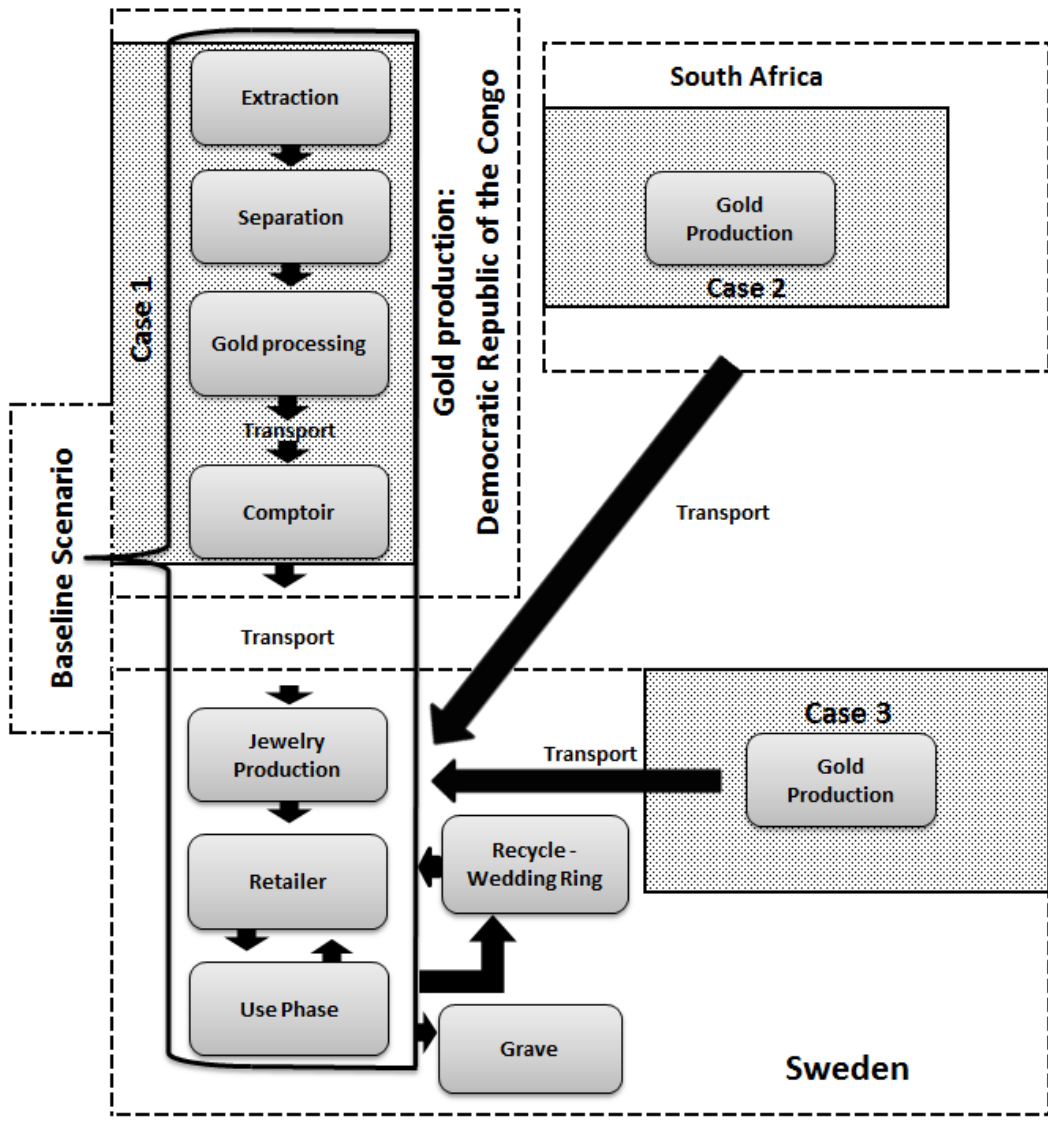 Extraction
Separation
Gold processing
Transport
Comptoir
Case 1
Gold production:
Democratic Republic of the Congo
South Africa
Gold
Production
Case 2
Baseline Scenario
Transport
Transport
Jewelry
Production
Transport
Case 3
Gold
Production
Retailer
Recycle -
Wedding Ring
Use Phase
Grave
Sweden